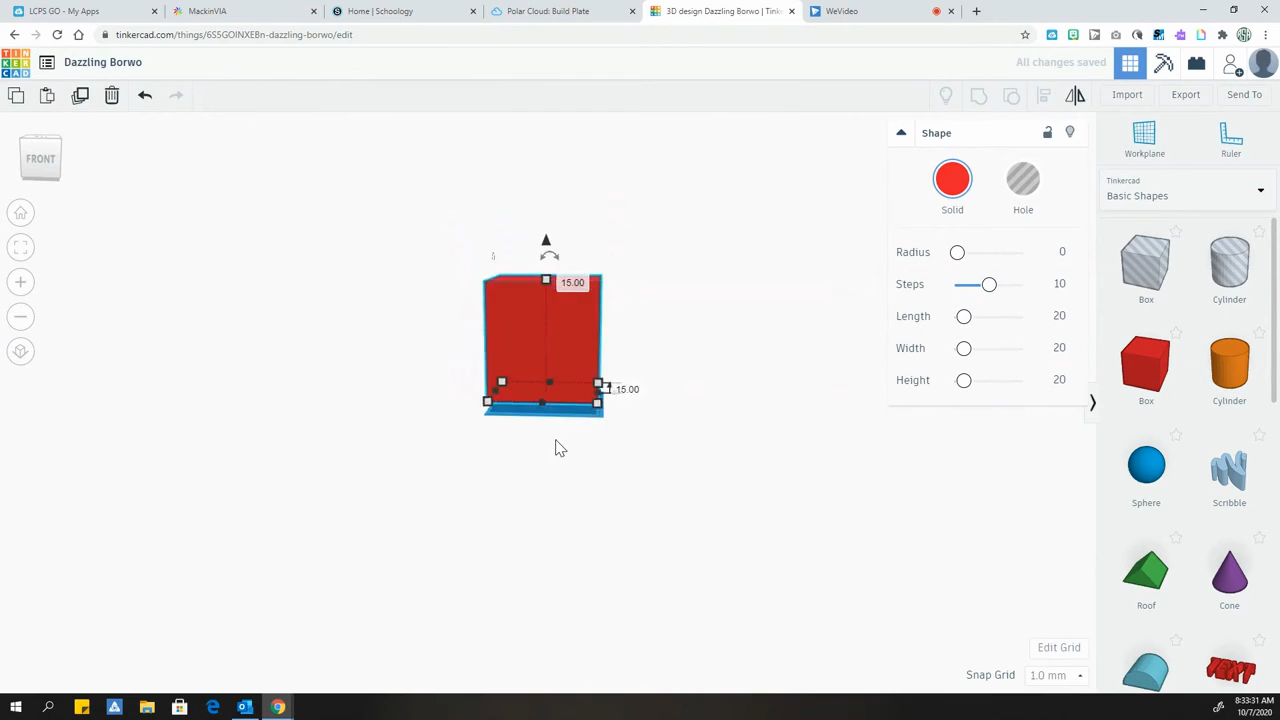 LCPS GO - My Apps
MackinVIA
Home | Schoology
Polar Cloud: Build Plate
3D design Dazzling Borwo | Tink
WeVideo
tinkercad.com/things/6S5GOINXEBn-dazzling-borwo/edit
TIN
KER
CAD
Dazzling Borwo
All changes saved
Import
Export
Send To
FRONT
Shape
Solid
Hole
Radius 0
Steps 10
Length 20
Width 20
Height 20
15.00
15.00
Workplane
Ruler
Tinkercad
Basic Shapes
Box
Cylinder
Box
Cylinder
Sphere
Scribble
Roof
Cone
TEXT
Edit Grid
Snap Grid 1.0 mm
8:33:31 AM
10/7/2020